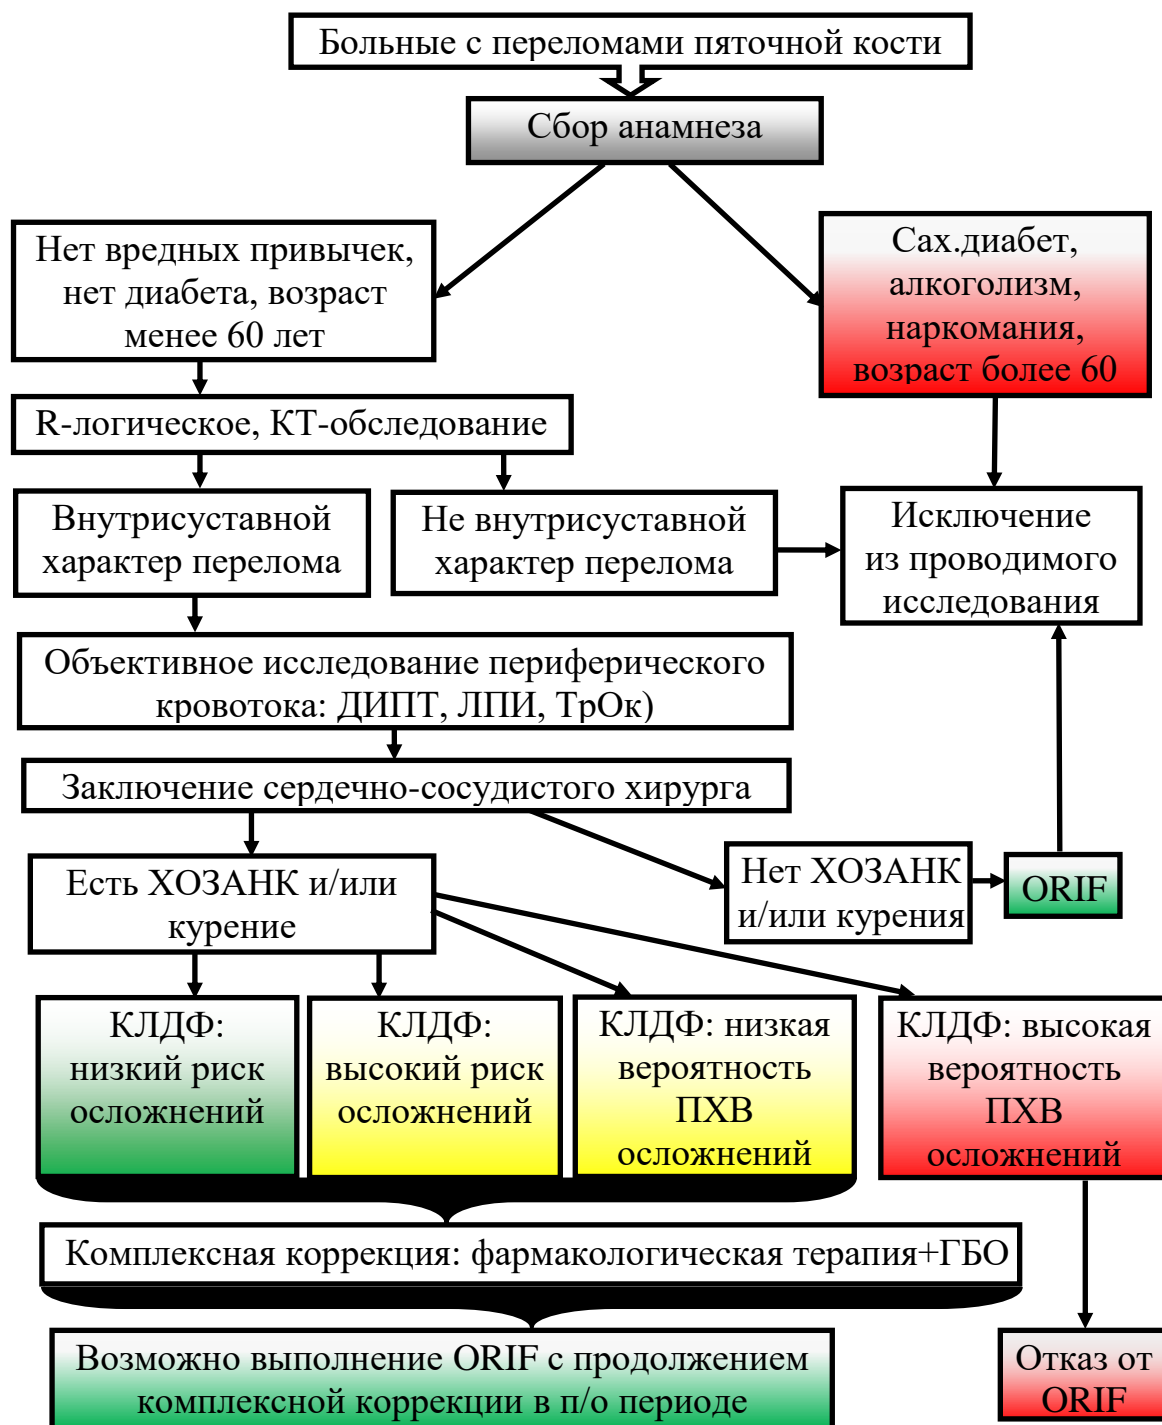 Больные с переломами пяточной кости
Сбор анамнеза
Нет вредных привычек,
нет диабета, возраст
менее 60 лет
Сах.диабет,
алкоголизм,
наркомания,
возраст более 60
R-логическое, КТ-обследование
Внутрисуставной
характер перелома
Не внутрисуставной
характер перелома
Исключение
из проводимого
исследования
Объективное исследование периферического
кровотока: ДИПТ, ЛПИ, ТрОк)
Заключение сердечно-сосудистого хирурга
Есть ХОЗАНК и/или
курение
Нет ХОЗАНК
и/или курения
ORIF
КЛДФ:
низкий риск
осложнений
КЛДФ:
высокий риск
осложнений
КЛДФ: низкая
вероятность
ПХВ
осложнений
КЛДФ: высокая
вероятность
ПХВ
осложнений
Комплексная коррекция: фармакологическая терапия+ГБО
Возможно выполнение ORIF с продолжением
комплексной коррекции в п/о периоде
Отказ от
ORIF